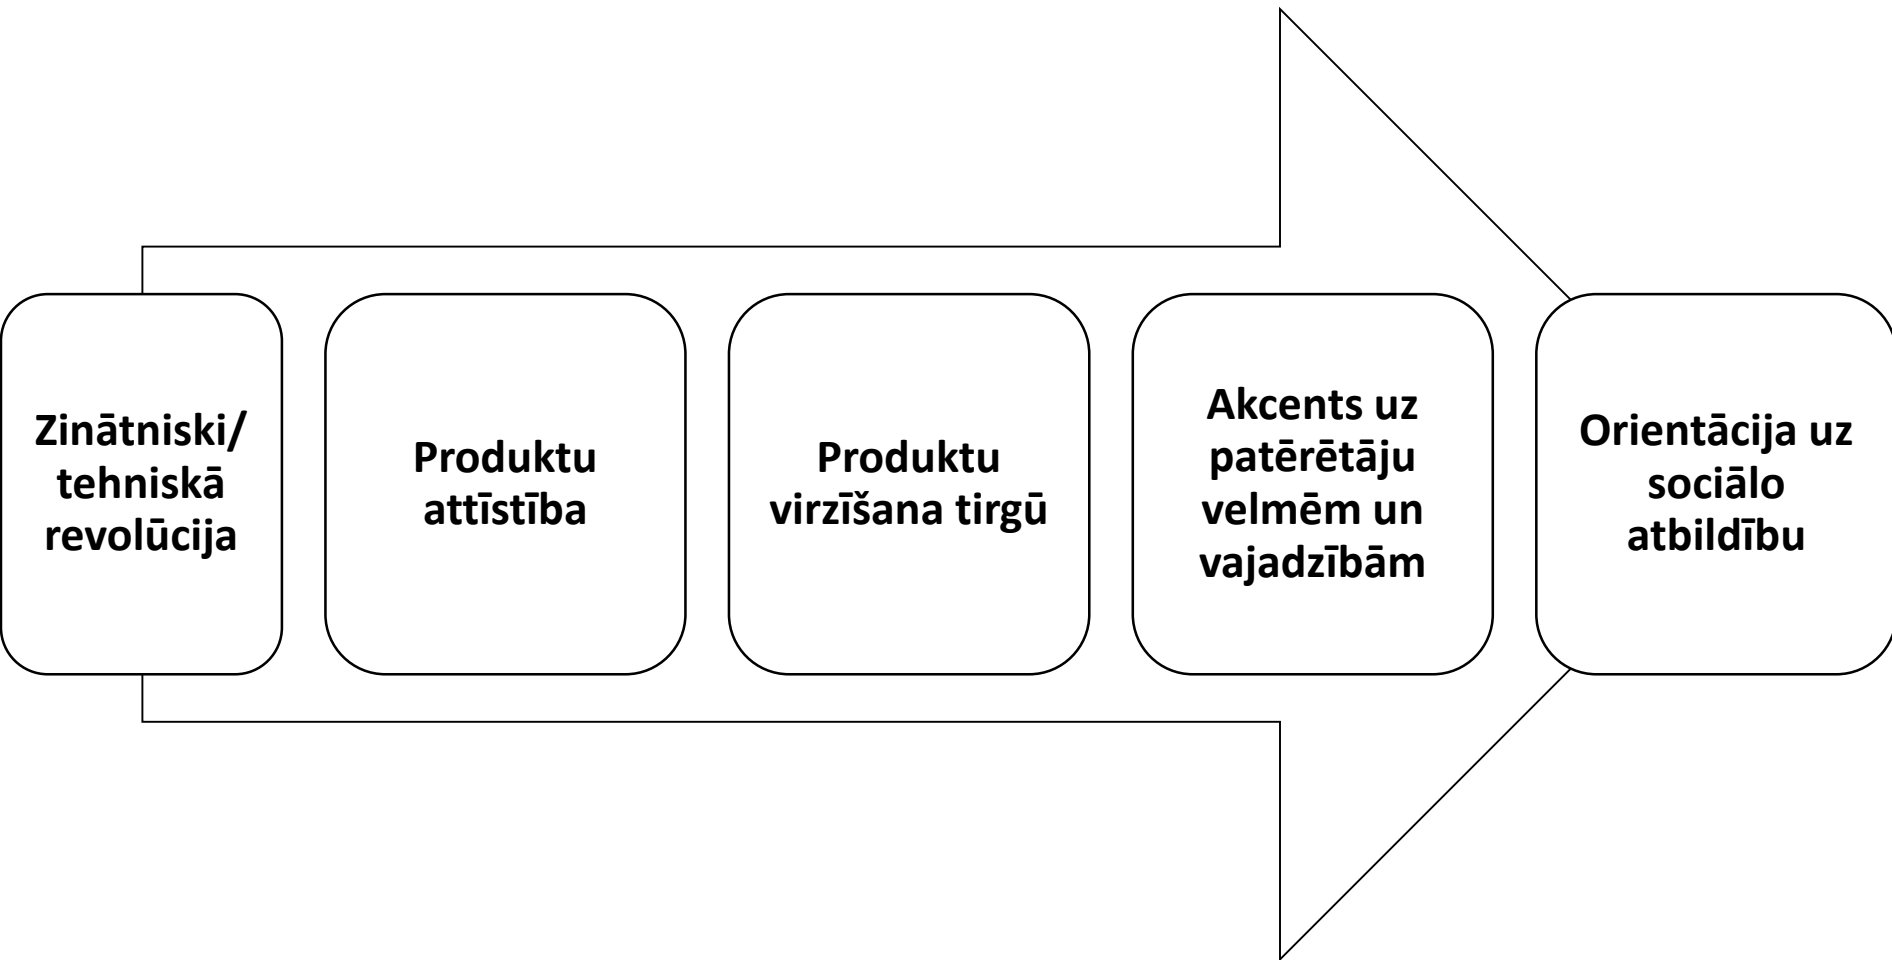 Zinātniski/
tehniskā
revolūcija
Produktu
attīstība
Produktu
virzīšana tirgū
Akcents uz
patērētāju
velmēm un
vajadzībām
Orientācija uz
sociālo
atbildību